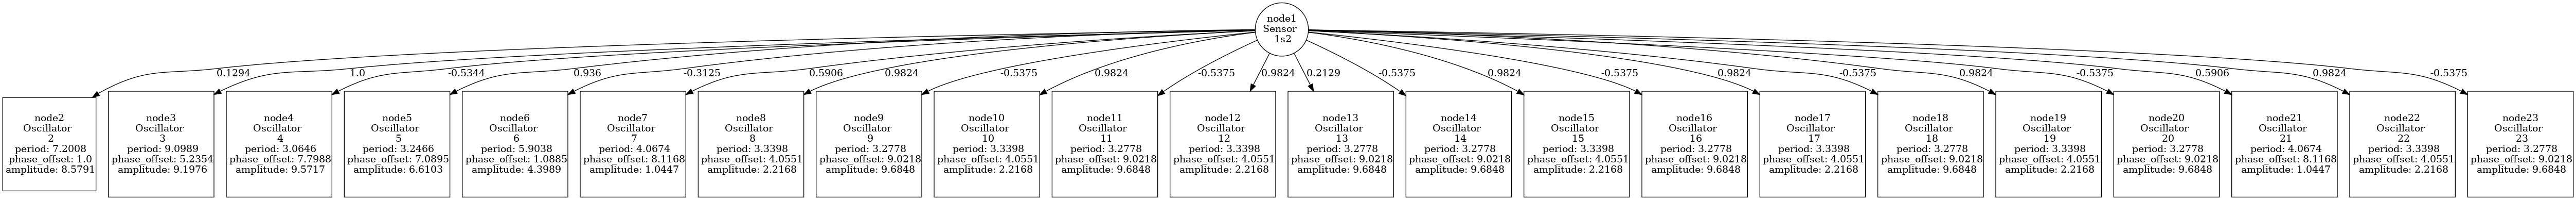 node1
Sensor
1s2
0.1294
1.0
-0.5344
0.936
-0.3125
0.5906
0.9824
-0.5375
0.9824
-0.5375
0.9824
0.2129
-0.5375
0.9824
-0.5375
0.9824
-0.5375
0.9824
-0.5375
0.5906
0.9824
-0.5375
node2
Oscillator
2
period: 7.2008
phase_offset: 1.0
amplitude: 8.5791
node3
Oscillator
3
period: 9.0989
phase_offset: 5.2354
amplitude: 9.1976
node4
Oscillator
4
period: 3.0646
phase_offset: 7.7988
amplitude: 9.5717
node5
Oscillator
5
period: 3.2466
phase_offset: 7.0895
amplitude: 6.6103
node6
Oscillator
6
period: 5.9038
phase_offset: 1.0885
amplitude: 4.3989
node7
Oscillator
7
period: 4.0674
phase_offset: 8.1168
amplitude: 1.0447
node8
Oscillator
8
period: 3.3398
phase_offset: 4.0551
amplitude: 2.2168
node9
Oscillator
9
period: 3.2778
phase_offset: 9.0218
amplitude: 9.6848
node10
Oscillator
10
period: 3.3398
phase_offset: 4.0551
amplitude: 2.2168
node11
Oscillator
11
period: 3.2778
phase_offset: 9.0218
amplitude: 9.6848
node12
Oscillator
12
period: 3.3398
phase_offset: 4.0551
amplitude: 2.2168
node13
Oscillator
13
period: 3.2778
phase_offset: 9.0218
amplitude: 9.6848
node14
Oscillator
14
period: 3.2778
phase_offset: 9.0218
amplitude: 9.6848
node15
Oscillator
15
period: 3.3398
phase_offset: 4.0551
amplitude: 2.2168
node16
Oscillator
16
period: 3.2778
phase_offset: 9.0218
amplitude: 9.6848
node17
Oscillator
17
period: 3.3398
phase_offset: 4.0551
amplitude: 2.2168
node18
Oscillator
18
period: 3.2778
phase_offset: 9.0218
amplitude: 9.6848
node19
Oscillator
19
period: 3.3398
phase_offset: 4.0551
amplitude: 2.2168
node20
Oscillator
20
period: 3.2778
phase_offset: 9.0218
amplitude: 9.6848
node21
Oscillator
21
period: 4.0674
phase_offset: 8.1168
amplitude: 1.0447
node22
Oscillator
22
period: 3.3398
phase_offset: 4.0551
amplitude: 2.2168
node23
Oscillator
23
period: 3.2778
phase_offset: 9.0218
amplitude: 9.6848